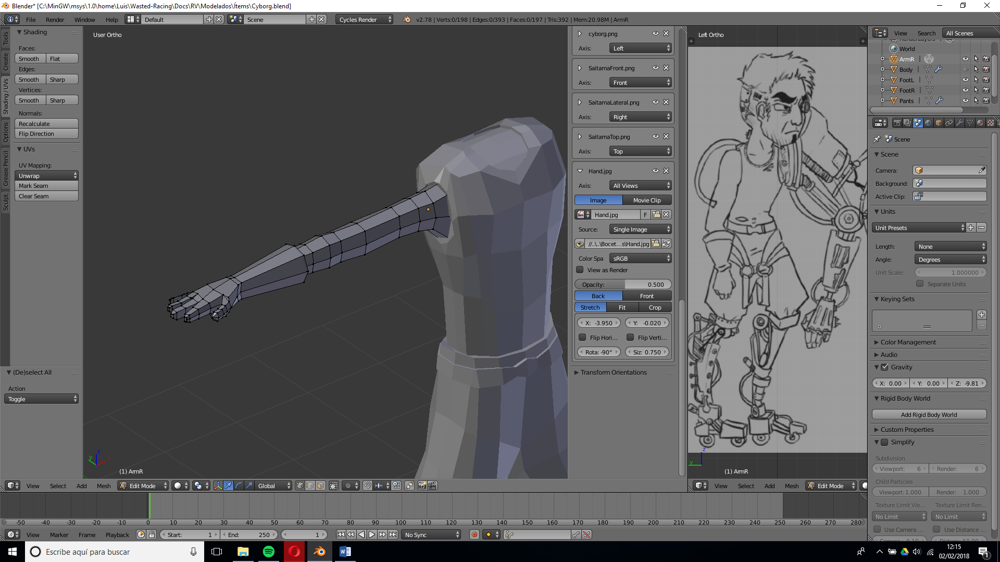 Blender* [C:\MinGW\msys\1.0\home\Luis\Wasted-Racing\Docs\RV\Modelados\Ítems\Cyborg.blend]
File Render Window Help Default Scene Cycles Render v2.78 | Verts:0/198 | Edges:0/393 | Faces:0/197 | Tris:392 | Mem:20.98M | ArmR
Tools
Create
Shading / UVs
Options
Grease Pencil
Sculpt
Shading
Faces:
Smooth Flat
Edges:
Smooth Sharp
Vertices:
Smooth Sharp
Normals:
Recalculate
Flip Direction
UVs
UV Mapping:
Unwrap
Mark Seam
Clear Seam
(De)select All
Action
Toggle
User Ortho
z
y
x
(1) ArmR
cyborg.png
Axis: Left
SaitamaFront.png
Axis: Front
SaitamaLateral.png
Axis: Right
SaitamaTop.png
Axis: Top
Hand.jpg
Axis: All Views
Image Movie Clip
Hand.jpg F
Source: Single Image
//..\..\Bocet...s\Hand.jpg
Color Spa sRGB
View as Render
Opacity: 0.500
Back Front
Stretch Fit Crop
X: -3.950 Y: -0.020
Flip Hori... Flip Verti...
Rota: -90° Siz: 0.750
Transform Orientations
Left Ortho
z
y
(1) ArmR
View Search All Scenes
RenderLayers
World
ArmR
Body
FootL
FootR
Pants
Scene
Scene
Camera:
Background:
Active Clip:
Units
Unit Presets
Length: None
Angle: Degrees
Unit Scale: 1.000000
Separate Units
Keying Sets
Color Management
Audio
Gravity
X: 0.00 Y: 0.00 Z: -9.81
Rigid Body World
Add Rigid Body World
Custom Properties
Simplify
Subdivision
Viewport: 6 Render: 6
Child Particles
Viewport: 1.000 Render: 1.000
Texture Limit Vie... Texture Limit Ren...
No Limit No Limit
Use Camera ... Use Distance ...
View Select Add Mesh Edit Mode Global
View Select Add Mesh Edit Mode
-50 -40 -30 -20 -10 0 10 20 30 40 50 60 70 80 90 100 110 120 130 140 150 160 170 180 190 200 210 220 230 240 250 260 270 280
View Marker Frame Playback Start: 1 End: 250 1 No Sync
Escribe aquí para buscar
12:15
02/02/2018
1